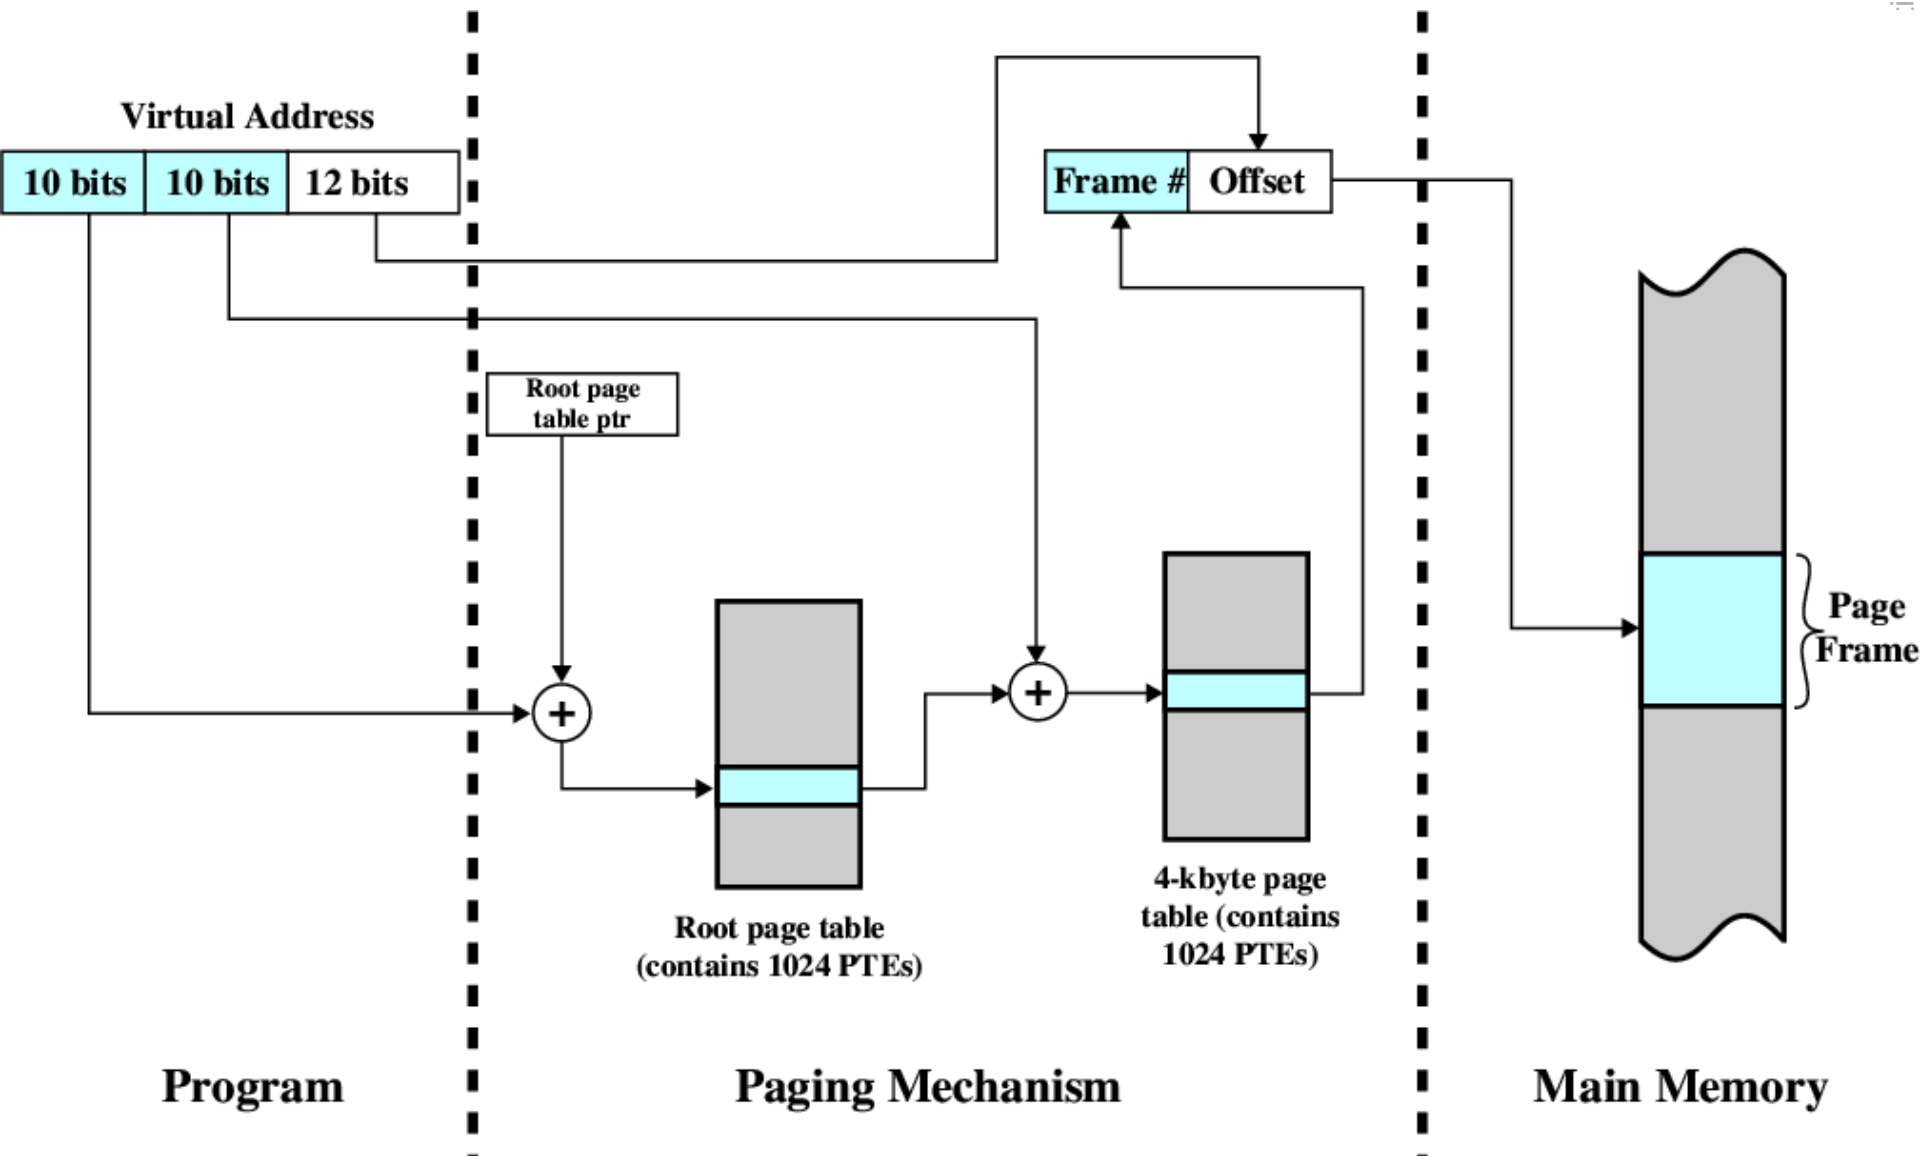 Virtual Address
10 bits 10 bits 12 bits
Frame # Offset
Root page
table ptr
+
+
Page
Frame
Root page table
(contains 1024 PTEs)
4-kbyte page
table (contains
1024 PTEs)
Program
Paging Mechanism
Main Memory